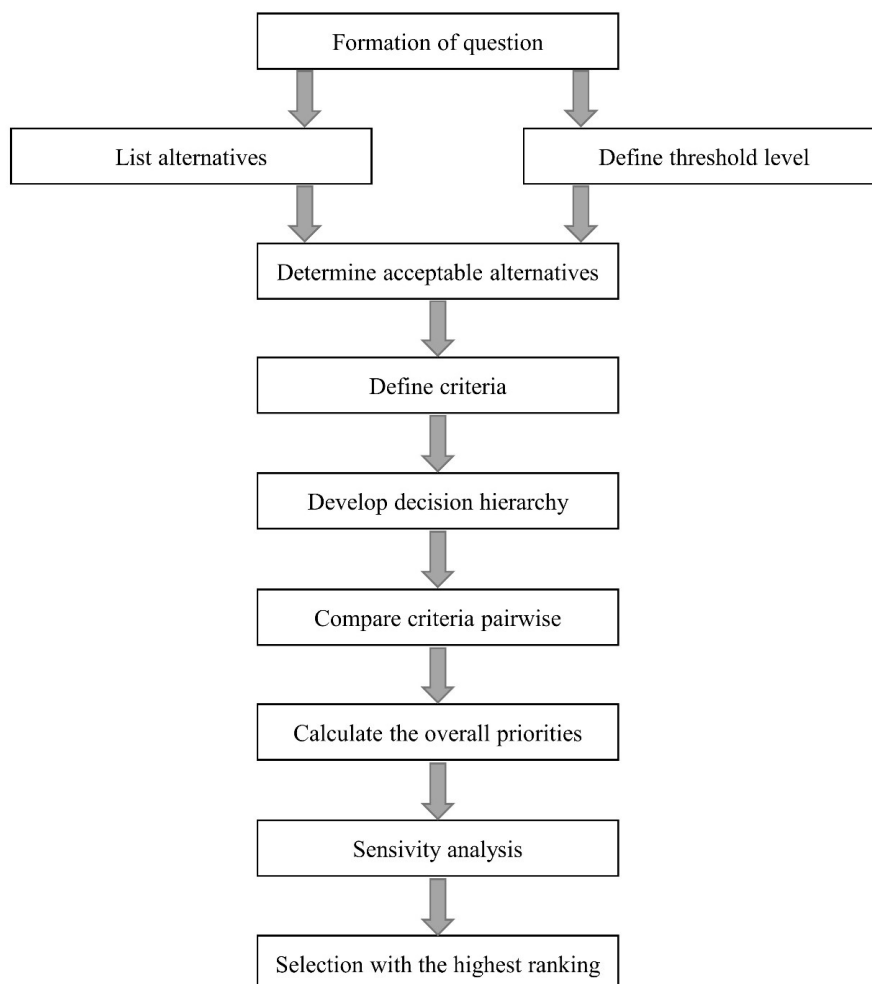 Formation of question
List alternatives
Define threshold level
Determine acceptable alternatives
Define criteria
Develop decision hierarchy
Compare criteria pairwise
Calculate the overall priorities
Sensivity analysis
Selection with the highest ranking